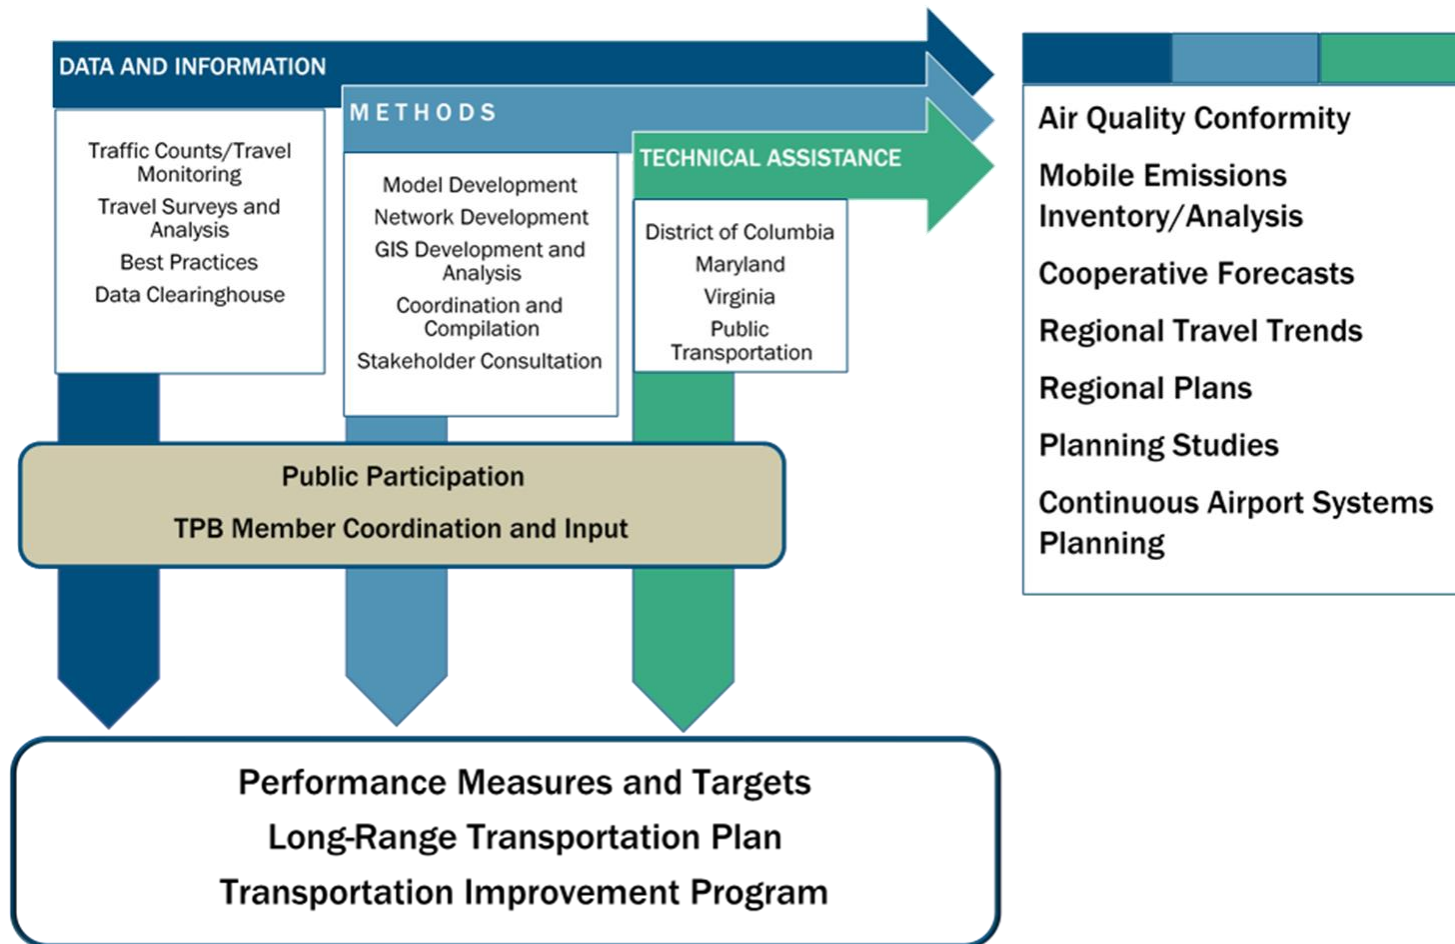 DATA AND INFORMATION
Traffic Counts/Travel
Monitoring
Travel Surveys and
Analysis
Best Practices
Data Clearinghouse
METHODS
Model Development
Network Development
GIS Development and
Analysis
Coordination and
Compilation
Stakeholder Consultation
TECHNICAL ASSISTANCE
District of Columbia
Maryland
Virginia
Public
Transportation
Air Quality Conformity
Mobile Emissions
Inventory/Analysis
Cooperative Forecasts
Regional Travel Trends
Regional Plans
Planning Studies
Continuous Airport Systems
Planning
Public Participation
TPB Member Coordination and Input
Performance Measures and Targets
Long-Range Transportation Plan
Transportation Improvement Program